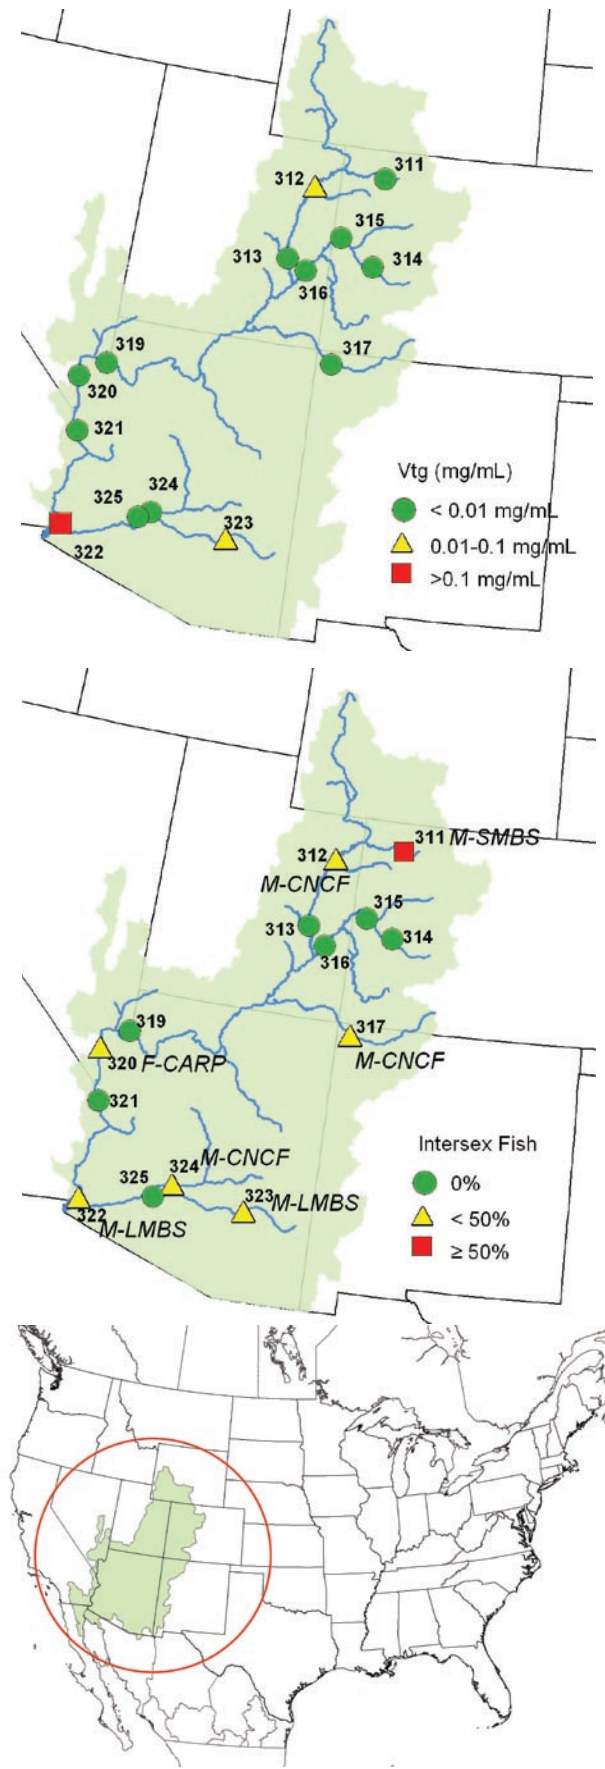 311
312
315
313
314
316
317
319
320
321
324
325
323
322
Vtg (mg/mL)
< 0.01 mg/mL
0.01-0.1 mg/mL
>0.1 mg/mL
311 M-SMBS
312
M-CNCF
315
313
314
316
317
M-CNCF
319
320 F-CARP
321
M-CNCF
324
325
323 M-LMBS
322
M-LMBS
Intersex Fish
0%
< 50%
≥ 50%